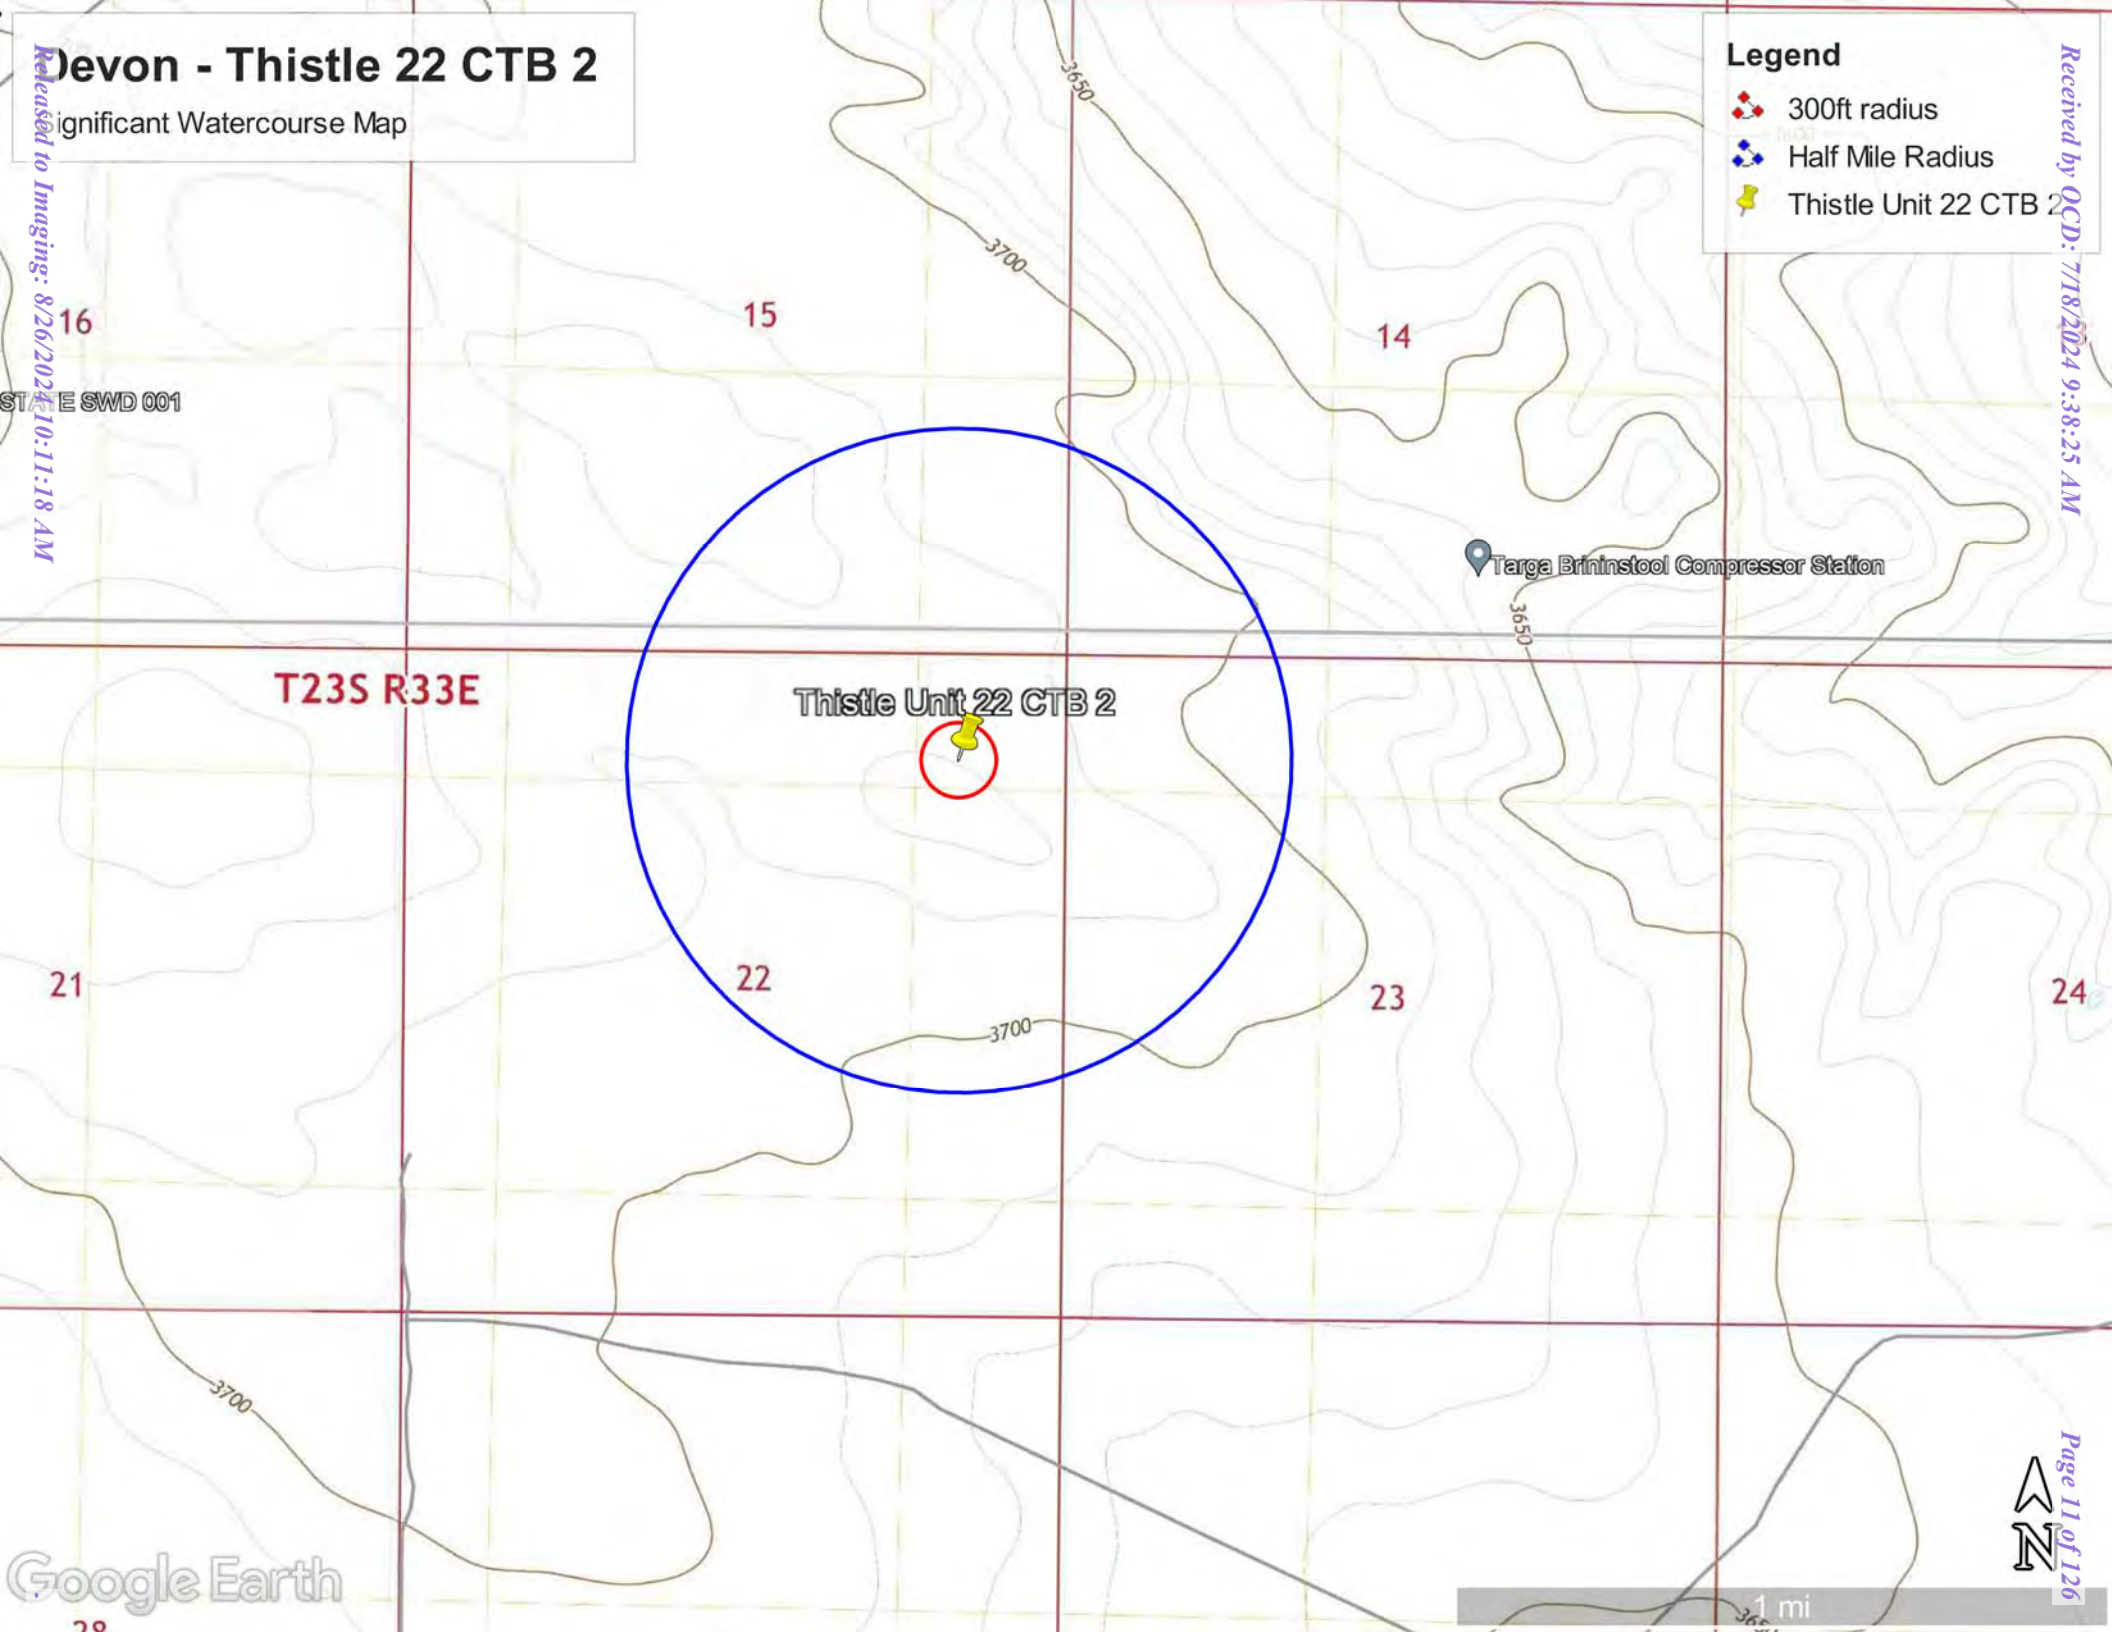 Devon - Thistle 22 CTB 2
Significant Watercourse Map
Released to Imaging: 8/26/2024 10:11:18 AM
Received by OCD: 7/18/2024 9:38:25 AM
Legend
300ft radius
Half Mile Radius
Thistle Unit 22 CTB 2
3650
3700
16
15
14
STATE SWD 001
Targa Brininstool Compressor Station
3650
T23S R33E
Thistle Unit 22 CTB 2
21
22
23
24
3700
3700
Google Earth
28
1 mi
N
Page 11 of 126